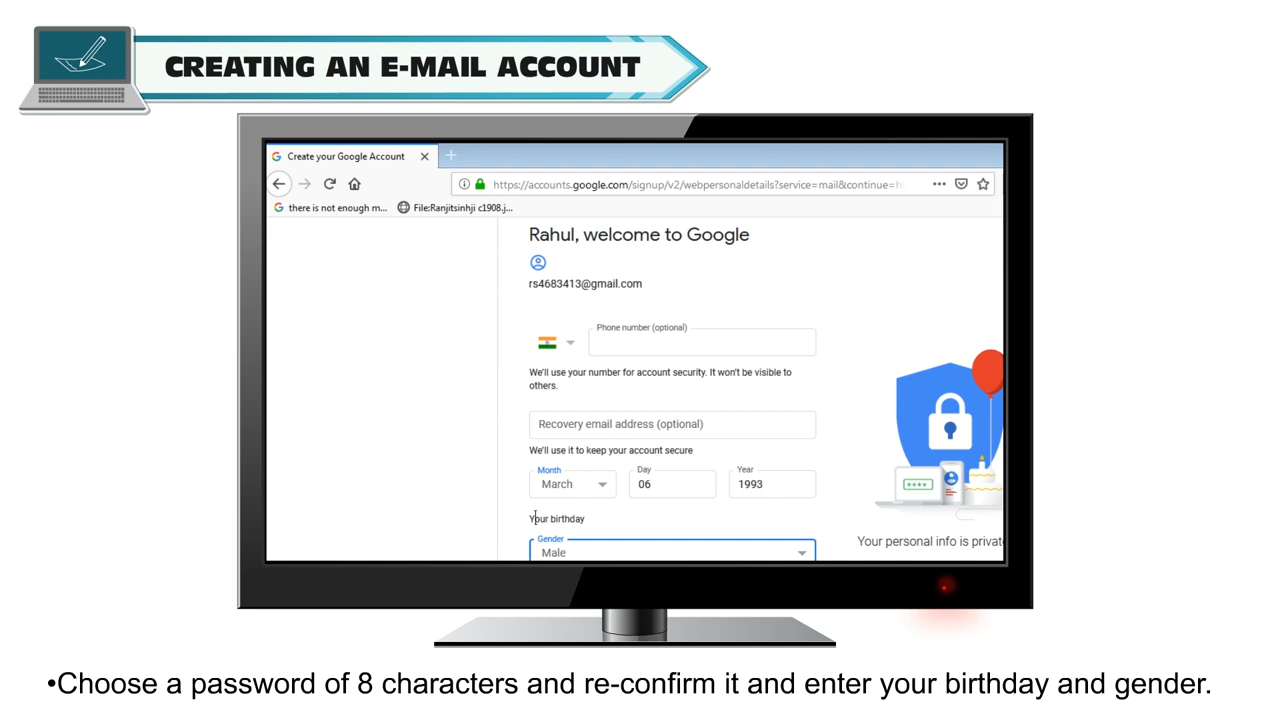 CREATING AN E-MAIL ACCOUNT
Create your Google Account
https://accounts.google.com/signup/v2/webpersonaldetails?service=mail&continue=h
there is not enough m...
File:Ranjitsinhji c1908.j...
Rahul, welcome to Google
rs4683413@gmail.com
Phone number (optional)
We'll use your number for account security. It won't be visible to
others.
Recovery email address (optional)
We'll use it to keep your account secure
Month Day Year
March 06 1993
Your birthday
Gender
Male
Your personal info is privat
•Choose a password of 8 characters and re-confirm it and enter your birthday and gender.